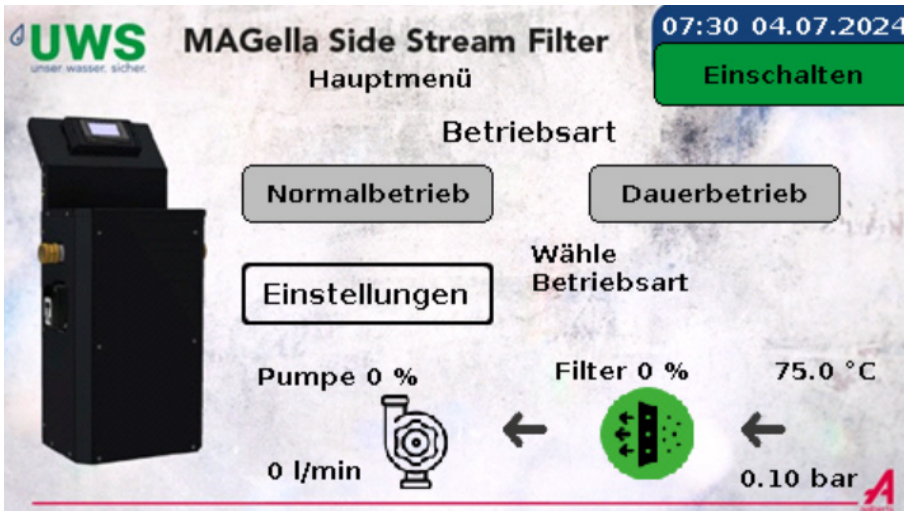 UWS
unser wasser. sicher.
MAGella Side Stream Filter
Hauptmenü
07:30 04.07.2024
Einschalten
Betriebsart
Normalbetrieb
Dauerbetrieb
Wähle
Betriebsart
Einstellungen
Pumpe 0 %
Filter 0 %
75.0 °C
0 l/min
0.10 bar